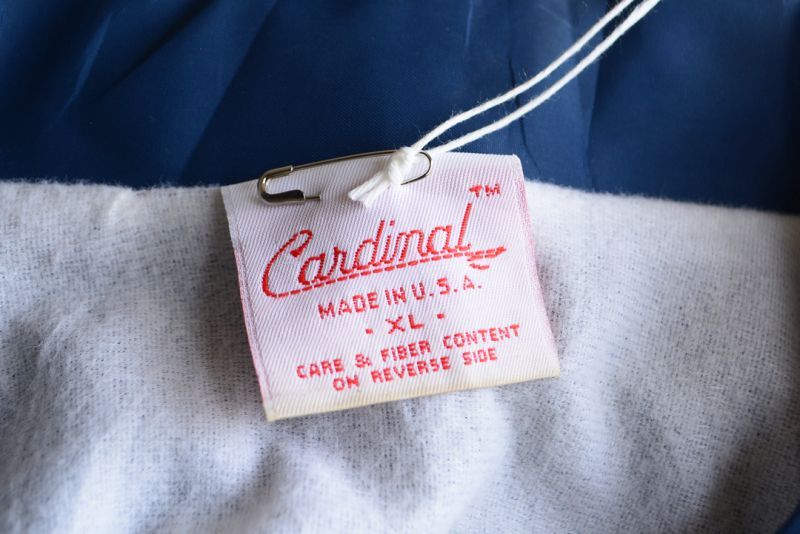 Cardinal™
MADE IN U.S.A.
- XL -
CARE & FIBER CONTENT
ON REVERSE SIDE